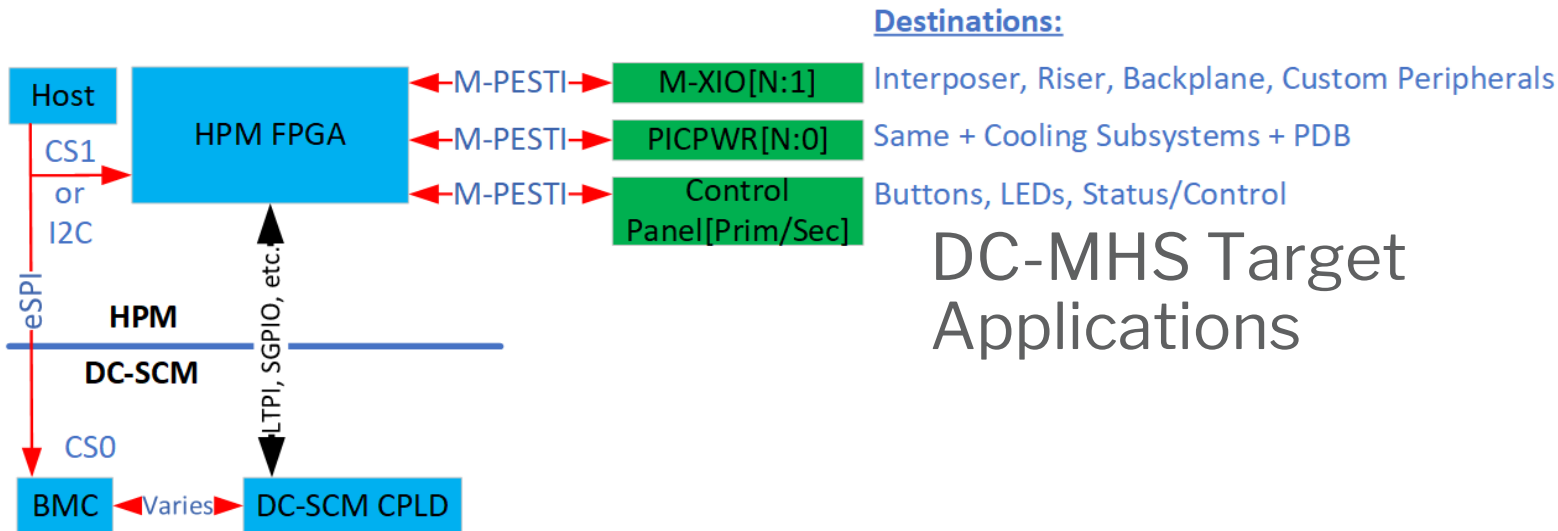 Destinations:
Host
HPM FPGA
M-PESTI
M-XIO[N:1]
Interposer, Riser, Backplane, Custom Peripherals
M-PESTI
PICPWR[N:0]
Same + Cooling Subsystems + PDB
M-PESTI
Control
Panel[Prim/Sec]
Buttons, LEDs, Status/Control
CS1
or
I2C
eSPI
LTPI, SGPIO, etc.
HPM
DC-SCM
CS0
BMC
Varies
DC-SCM CPLD
DC-MHS Target
Applications